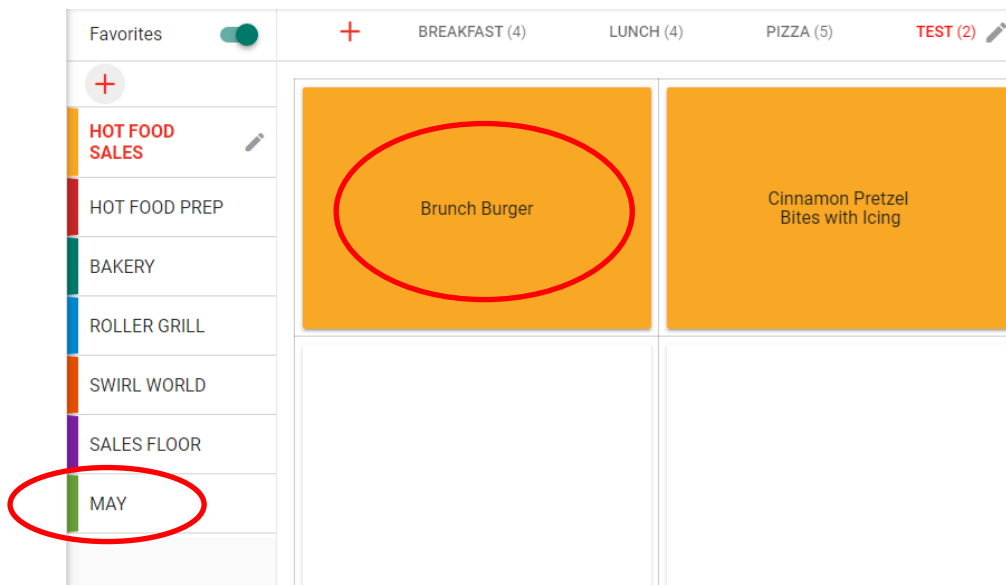 Favorites
BREAKFAST (4)
LUNCH (4)
PIZZA (5)
TEST (2)
HOT FOOD
SALES
HOT FOOD PREP
BAKERY
ROLLER GRILL
SWIRL WORLD
SALES FLOOR
MAY
Brunch Burger
Cinnamon Pretzel
Bites with Icing